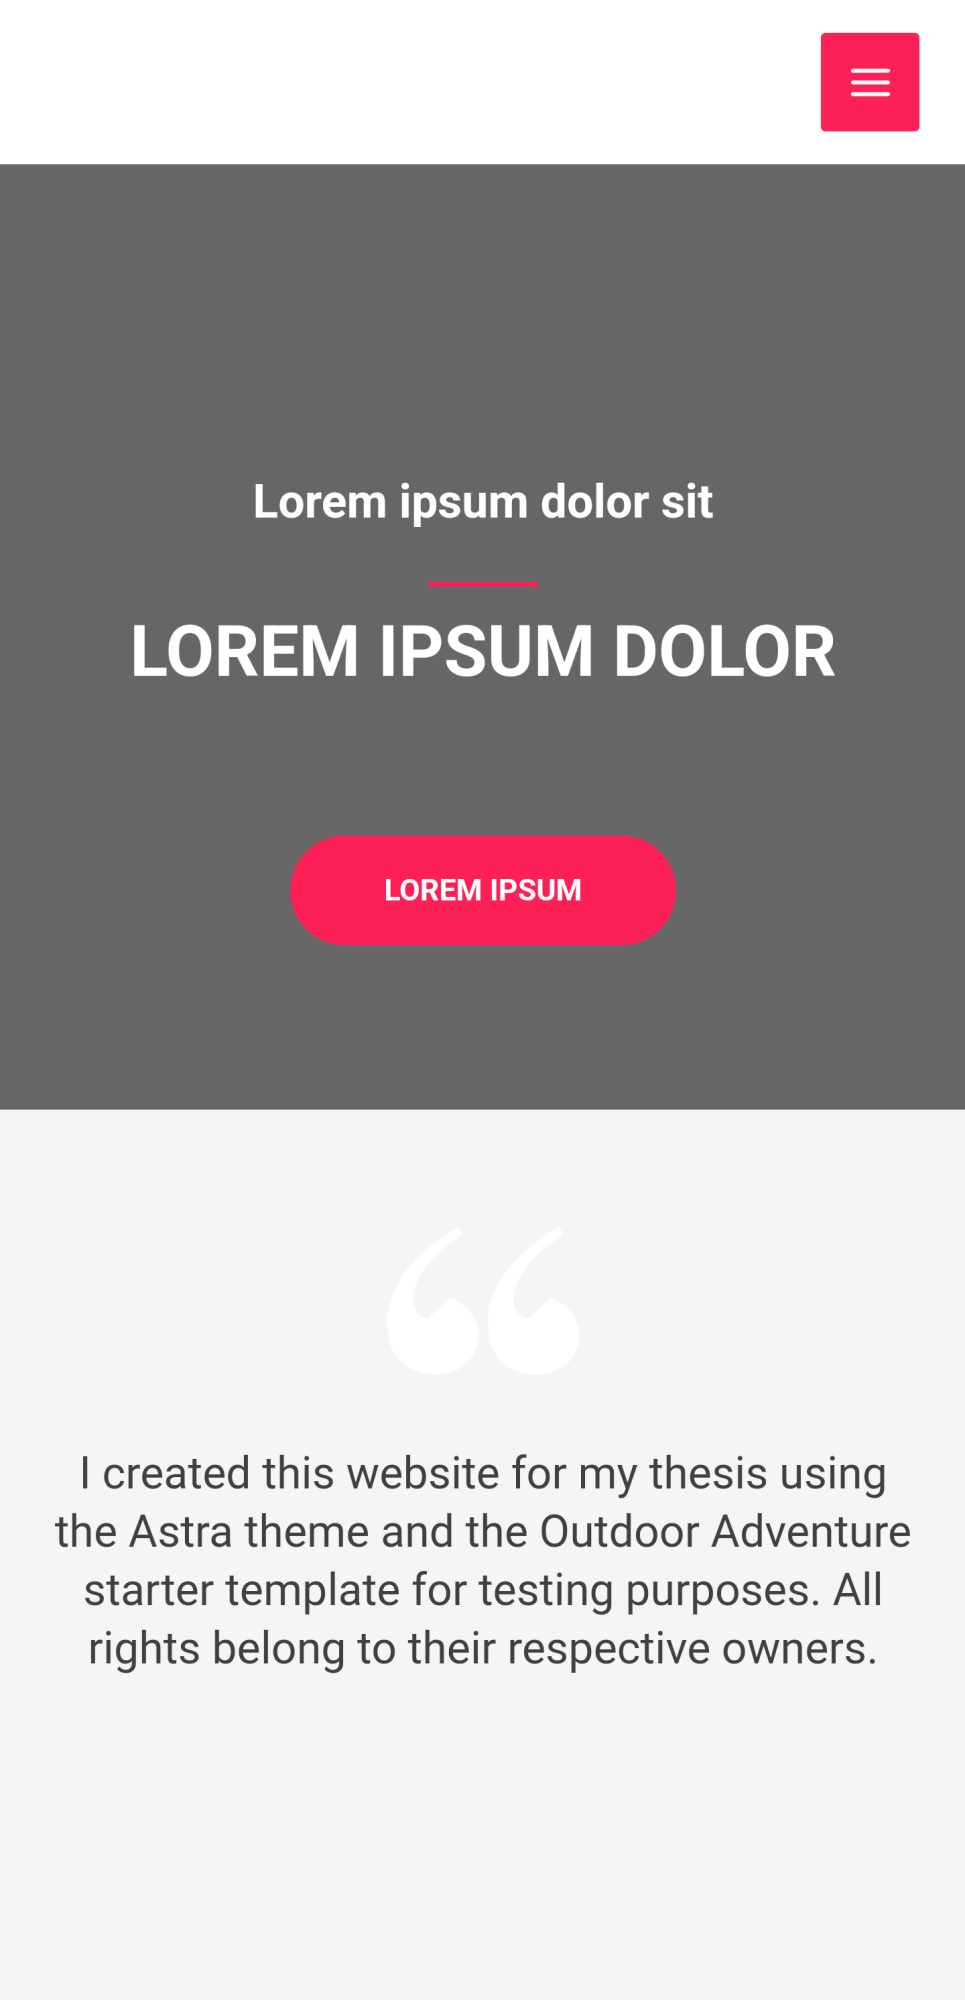 Lorem ipsum dolor sit
LOREM IPSUM DOLOR
LOREM IPSUM
“
I created this website for my thesis using
the Astra theme and the Outdoor Adventure
starter template for testing purposes. All
rights belong to their respective owners.